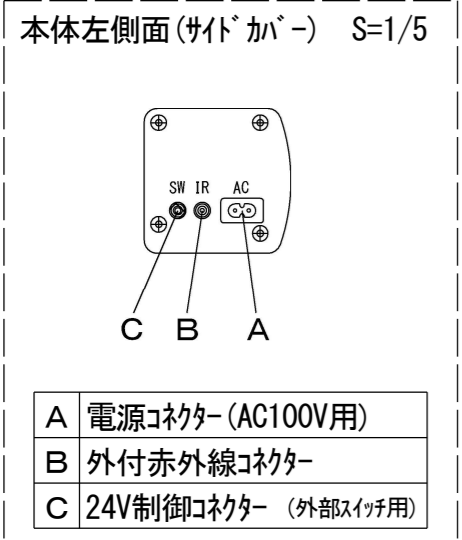 本体左側面(ｻｲﾄﾞｶﾊﾞｰ) S=1/5
SW IR AC
C B A
A 電源ｺﾈｸﾀｰ(AC100V用)
B 外付赤外線ｺﾈｸﾀｰ
C 24V制御ｺﾈｸﾀｰ (外部ｽｲｯﾁ用)